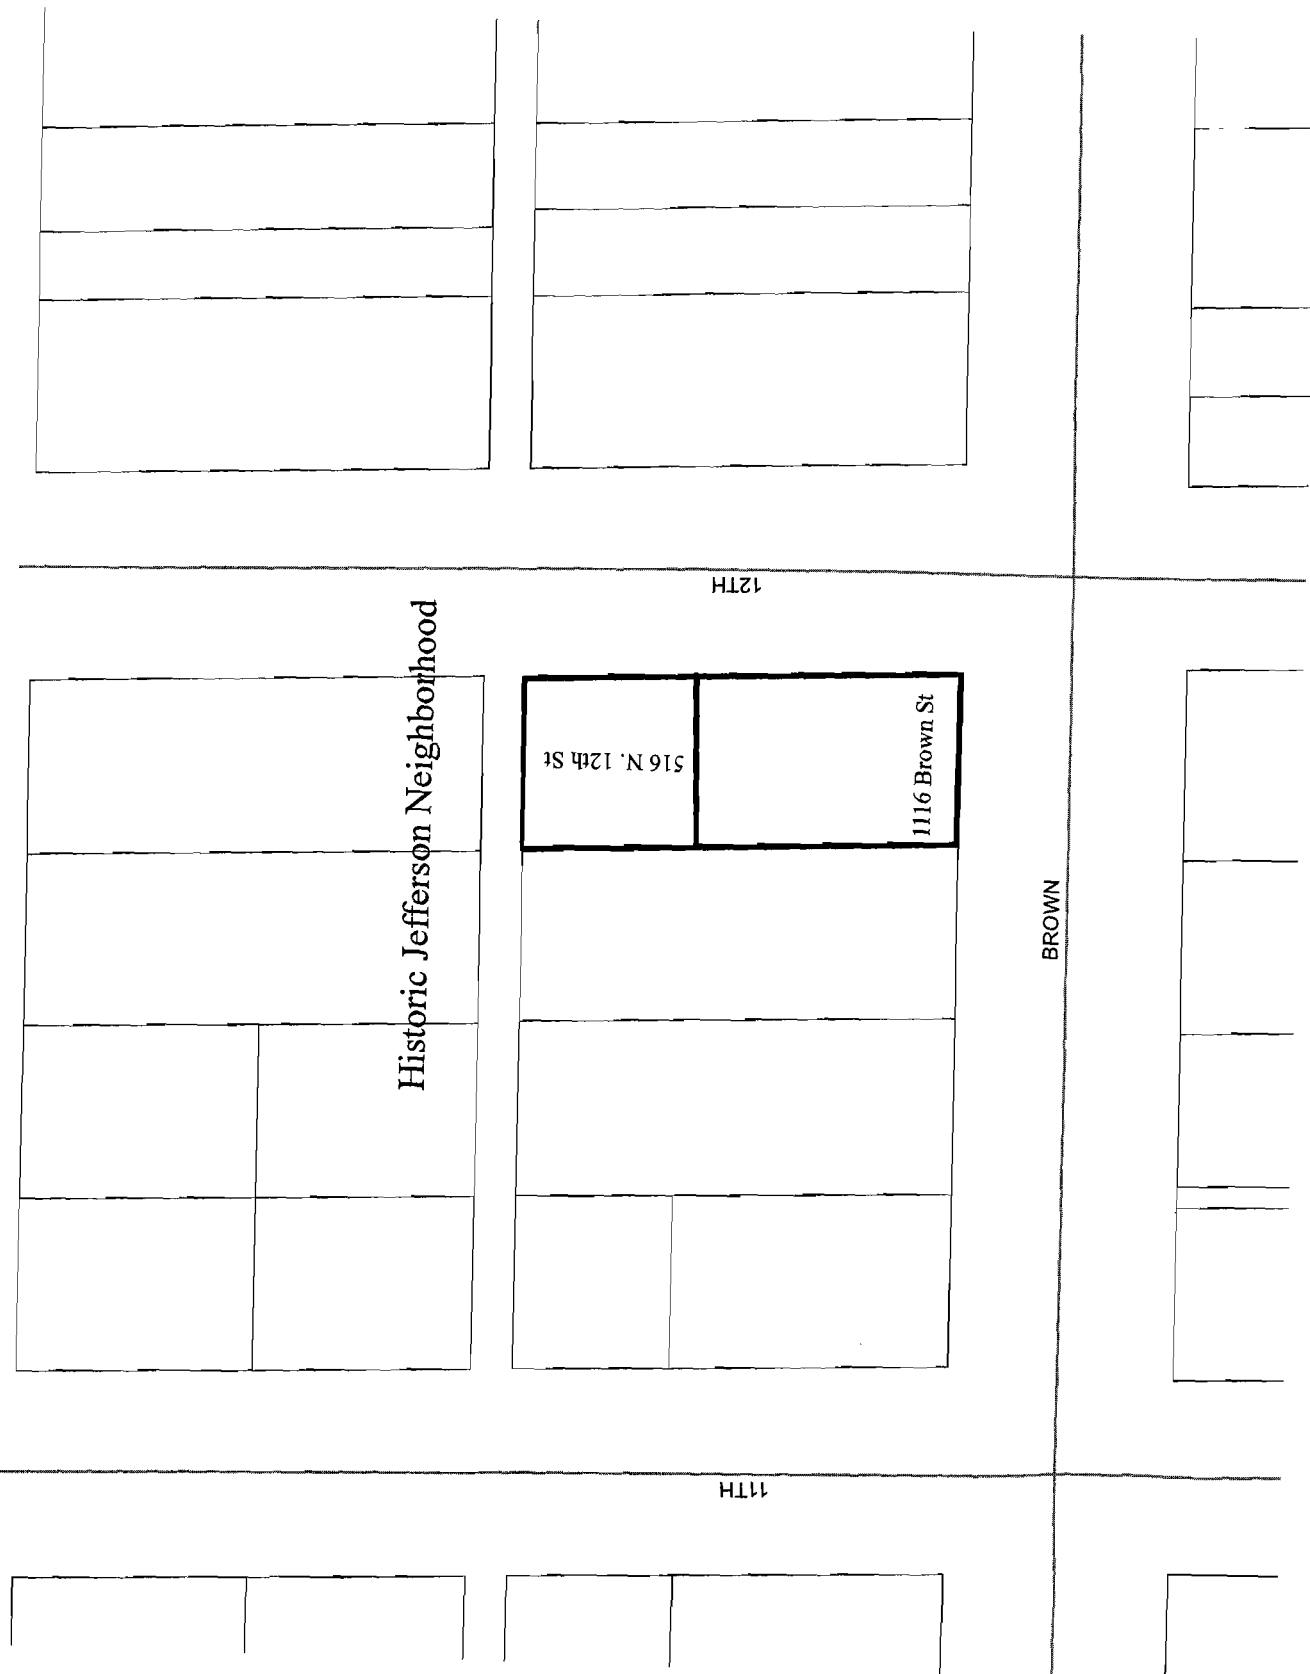 12TH
Historic Jefferson Neighborhood
516 N. 12th St
1116 Brown St
BROWN
11TH